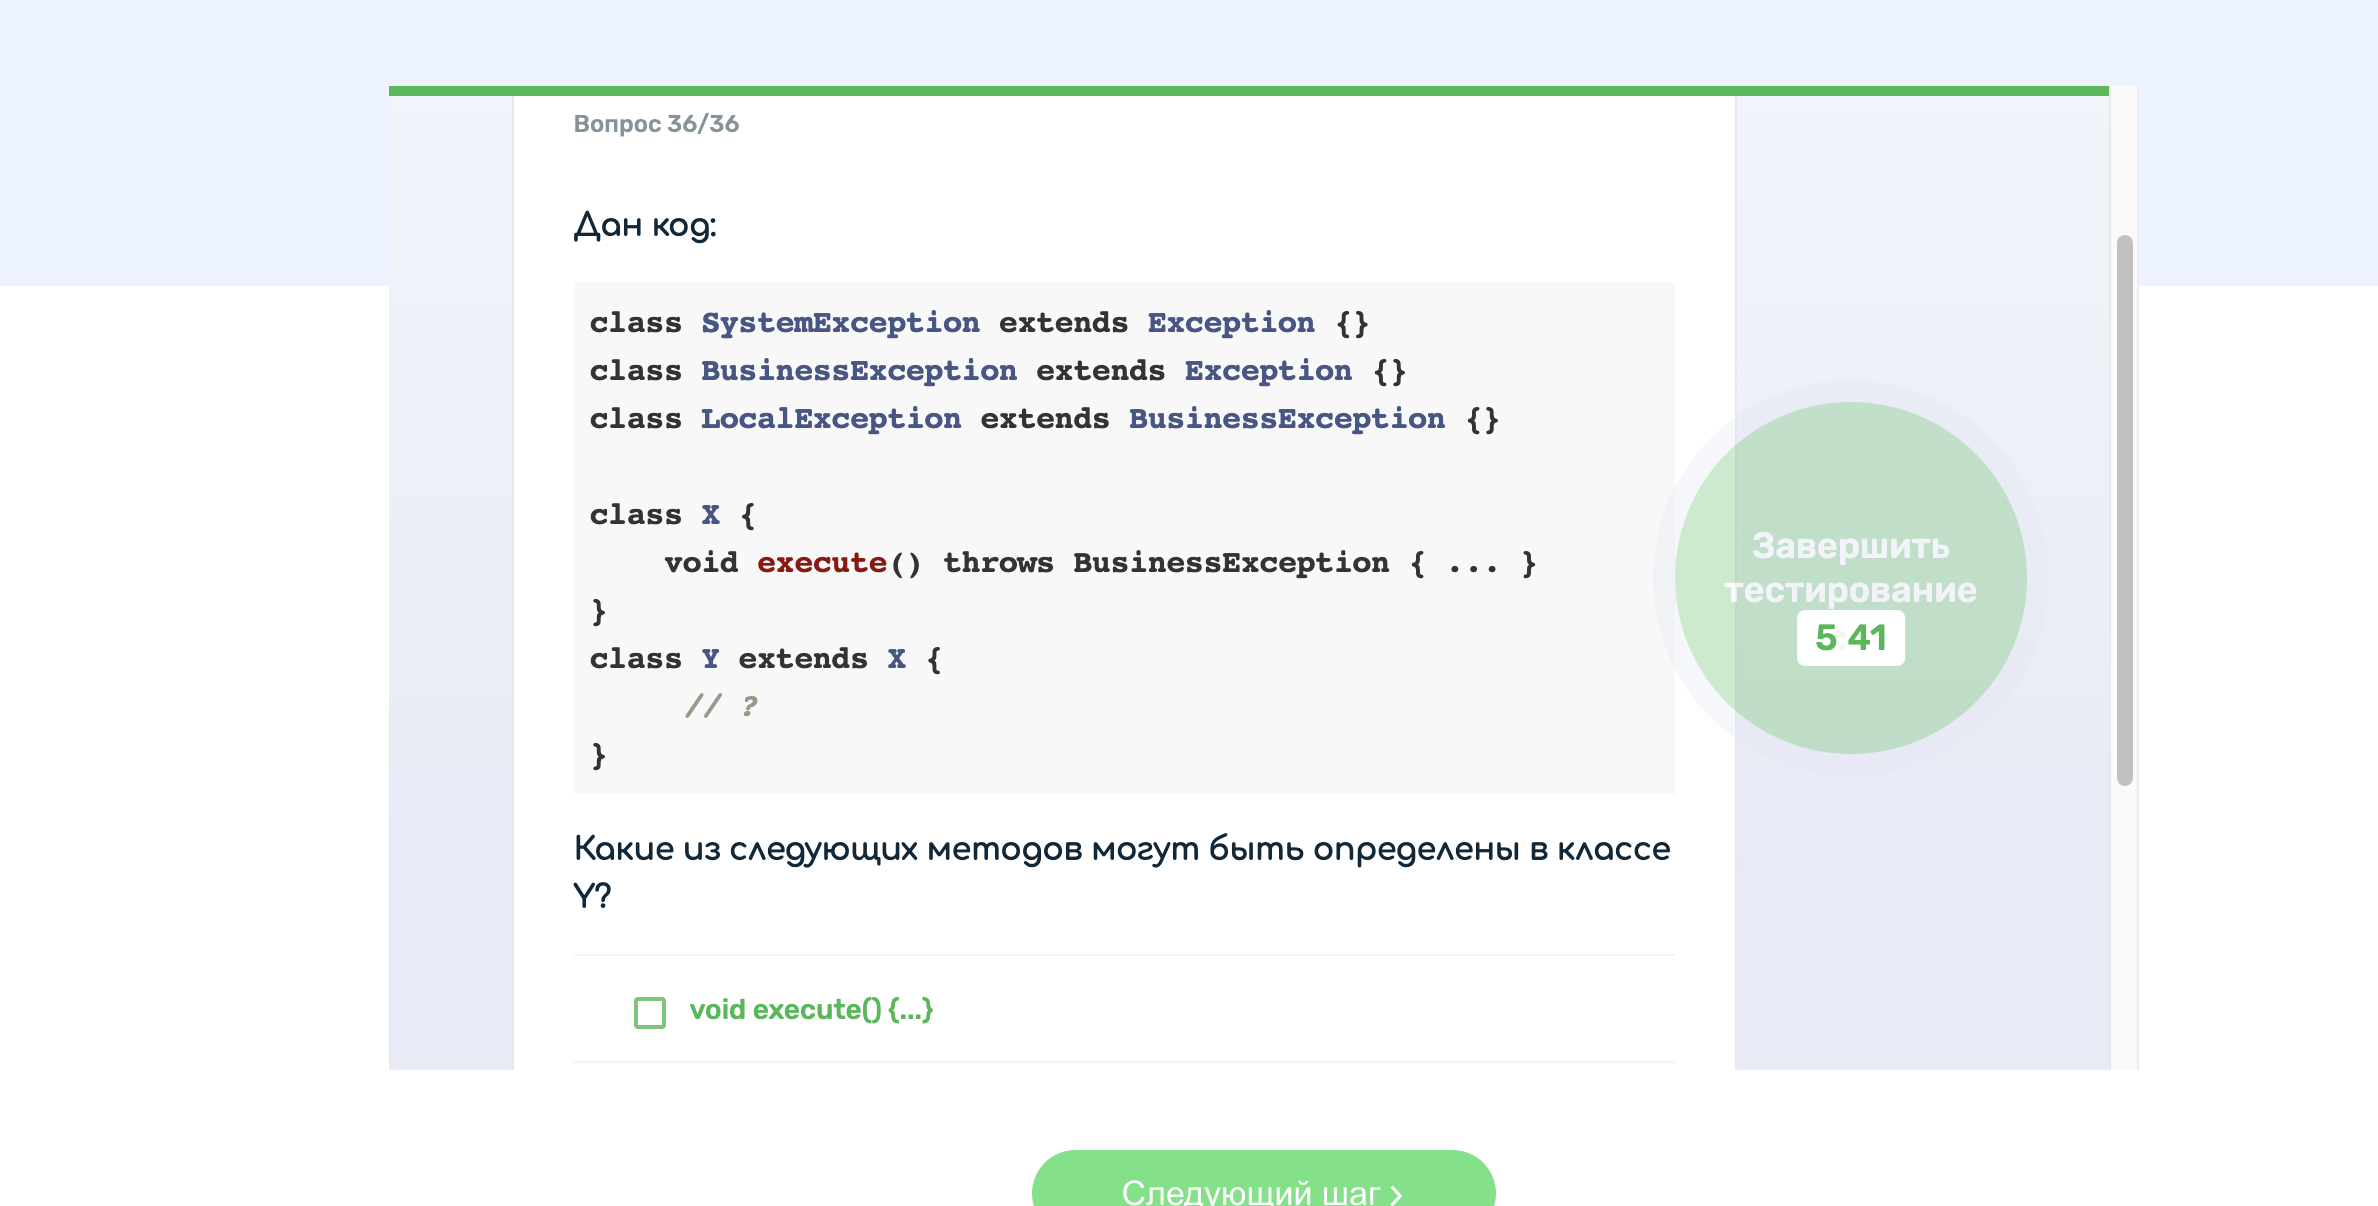 Вопрос 36/36
Дан код:
class SystemException extends Exception {}
class BusinessException extends Exception {}
class LocalException extends BusinessException {}
class X {
    void execute() throws BusinessException { ... }
}
class Y extends X {
     // ?
}
Завершить
тестирование
5:41
Какие из следующих методов могут быть определены в классе
Y?
void execute() {...}
Следующий шаг >